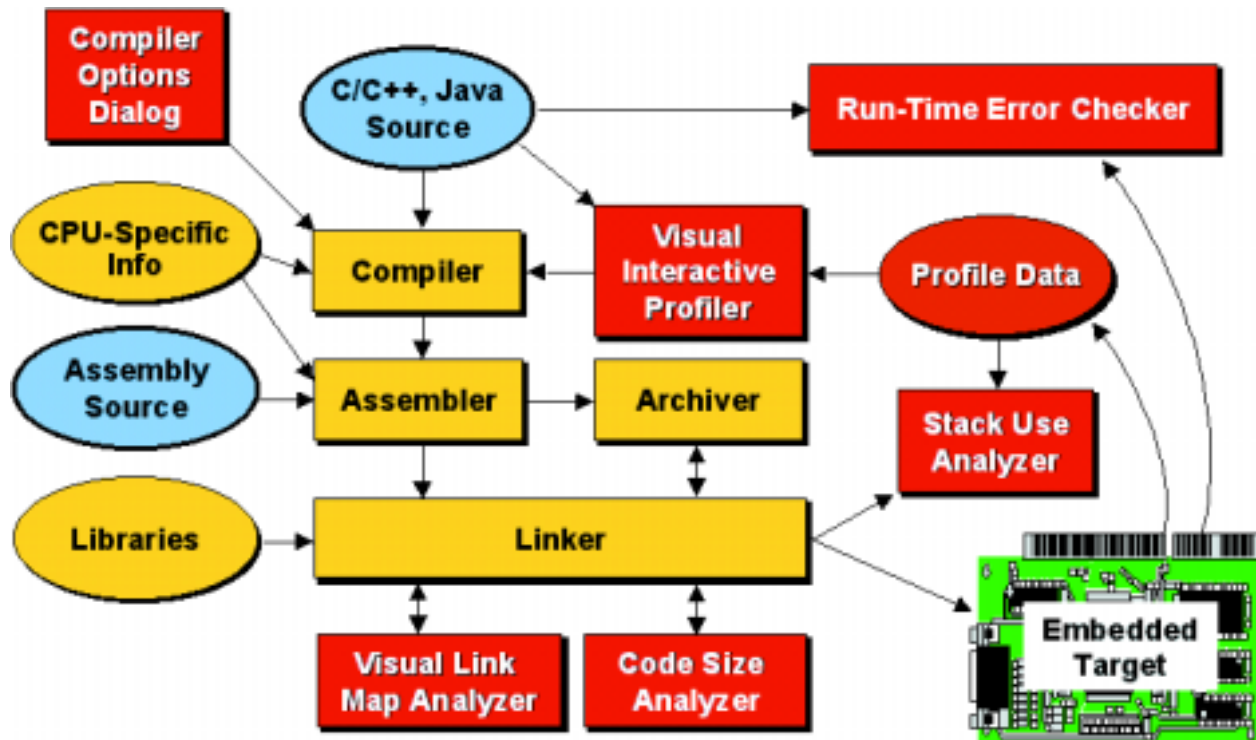 Compiler
Options
Dialog
C/C++, Java
Source
Run-Time Error Checker
CPU-Specific
Info
Compiler
Visual
Interactive
Profiler
Profile Data
Assembly
Source
Assembler
Archiver
Stack Use
Analyzer
Libraries
Linker
Embedded
Target
Visual Link
Map Analyzer
Code Size
Analyzer